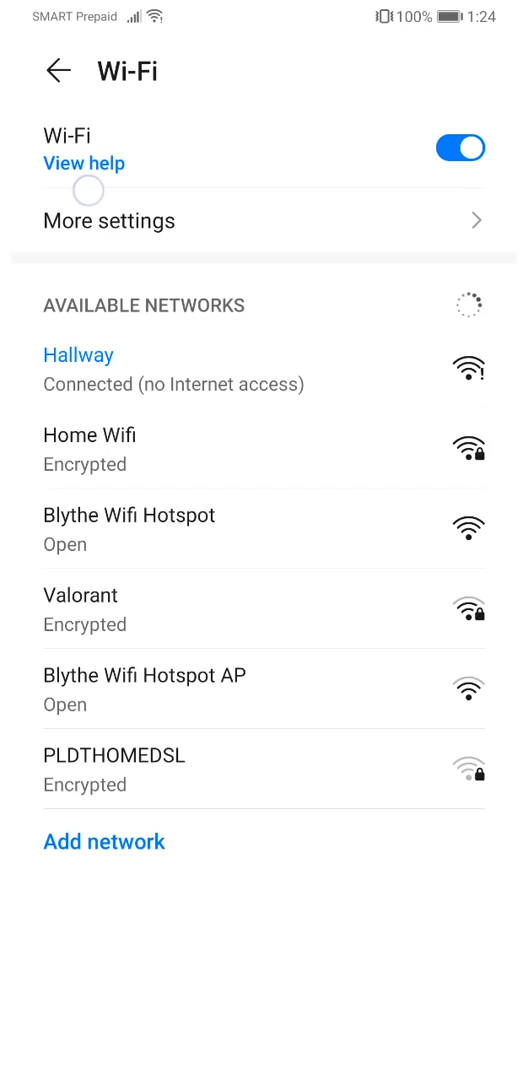 SMART Prepaid 100% 1:24
Wi-Fi
Wi-Fi
View help
More settings
AVAILABLE NETWORKS
Hallway
Connected (no Internet access)
Home Wifi
Encrypted
Blythe Wifi Hotspot
Open
Valorant
Encrypted
Blythe Wifi Hotspot AP
Open
PLDTHOMEDSL
Encrypted
Add network